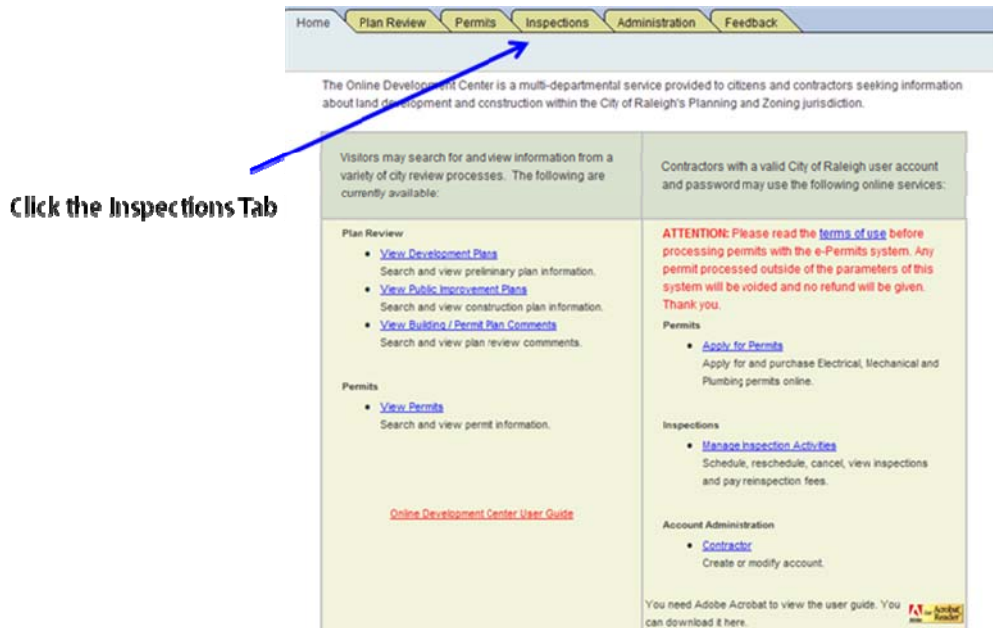 Home Plan Review Permits Inspections Administration Feedback
The Online Development Center is a multi-departmental service provided to citizens and contractors seeking information
about land development and construction within the City of Raleigh's Planning and Zoning jurisdiction.
Click the Inspections Tab
Visitors may search for and view information from a
variety of city review processes. The following are
currently available:
Plan Review
• View Development Plans
Search and view preliminary plan information.
• View Public Improvement Plans
Search and view construction plan information.
• View Building / Permit Plan Comments
Search and view plan review commments.
Permits
• View Permits
Search and view permit information.
Online Development Center User Guide
Contractors with a valid City of Raleigh user account
and password may use the following online services:
ATTENTION: Please read the terms of use before
processing permits with the e-Permits system. Any
permit processed outside of the parameters of this
system will be voided and no refund will be given.
Thank you.
Permits
• Apply for Permits
Apply for and purchase Electrical, Mechanical and
Plumbing permits online.
Inspections
• Manage Inspection Activities
Schedule, reschedule, cancel, view inspections
and pay reinspection fees.
Account Administration
• Contractor
Create or modify account.
You need Adobe Acrobat to view the user guide. You
can download it here.
Acrobat
Reader